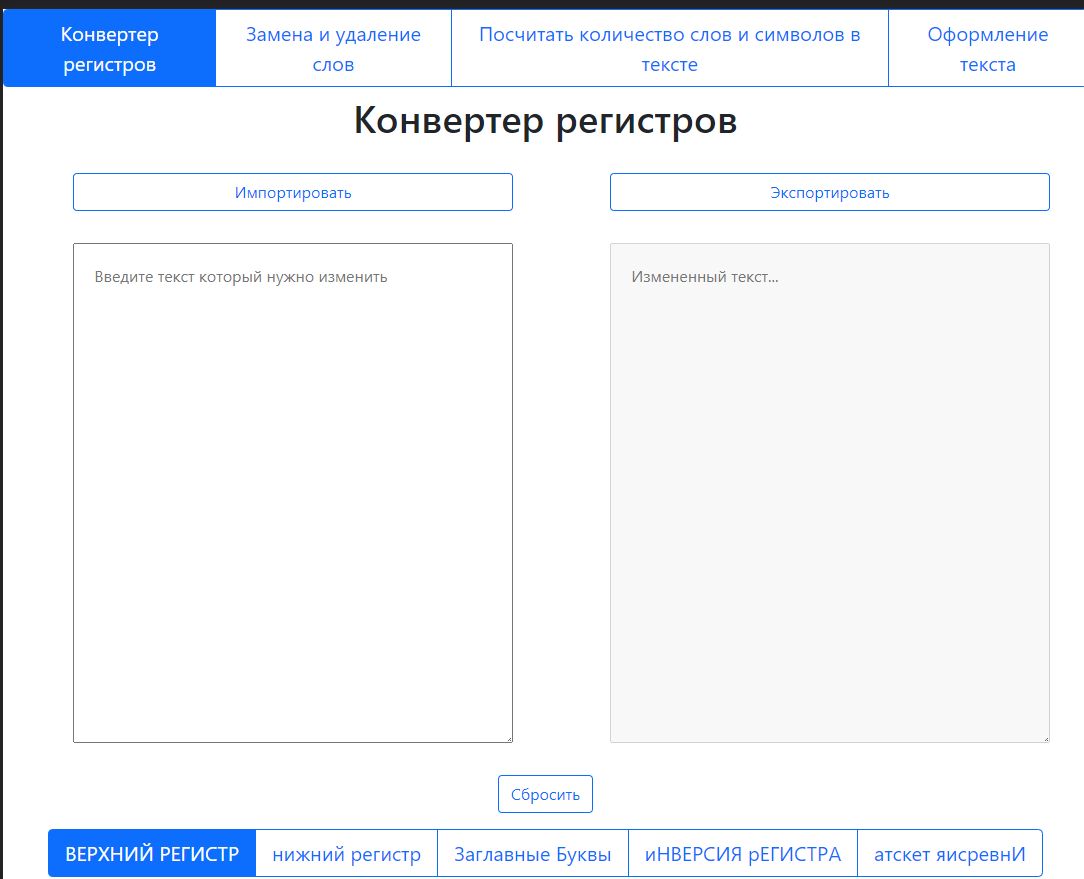 Конвертер
регистров
Замена и удаление
слов
Посчитать количество слов и символов в
тексте
Оформление
текста
Конвертер регистров
Импортировать
Экспортировать
Введите текст который нужно изменить
Измененный текст...
Сбросить
ВЕРХНИЙ РЕГИСТР
нижний регистр
Заглавные Буквы
иНВЕРСИЯ рЕГИСТРА
атскет яисревнИ